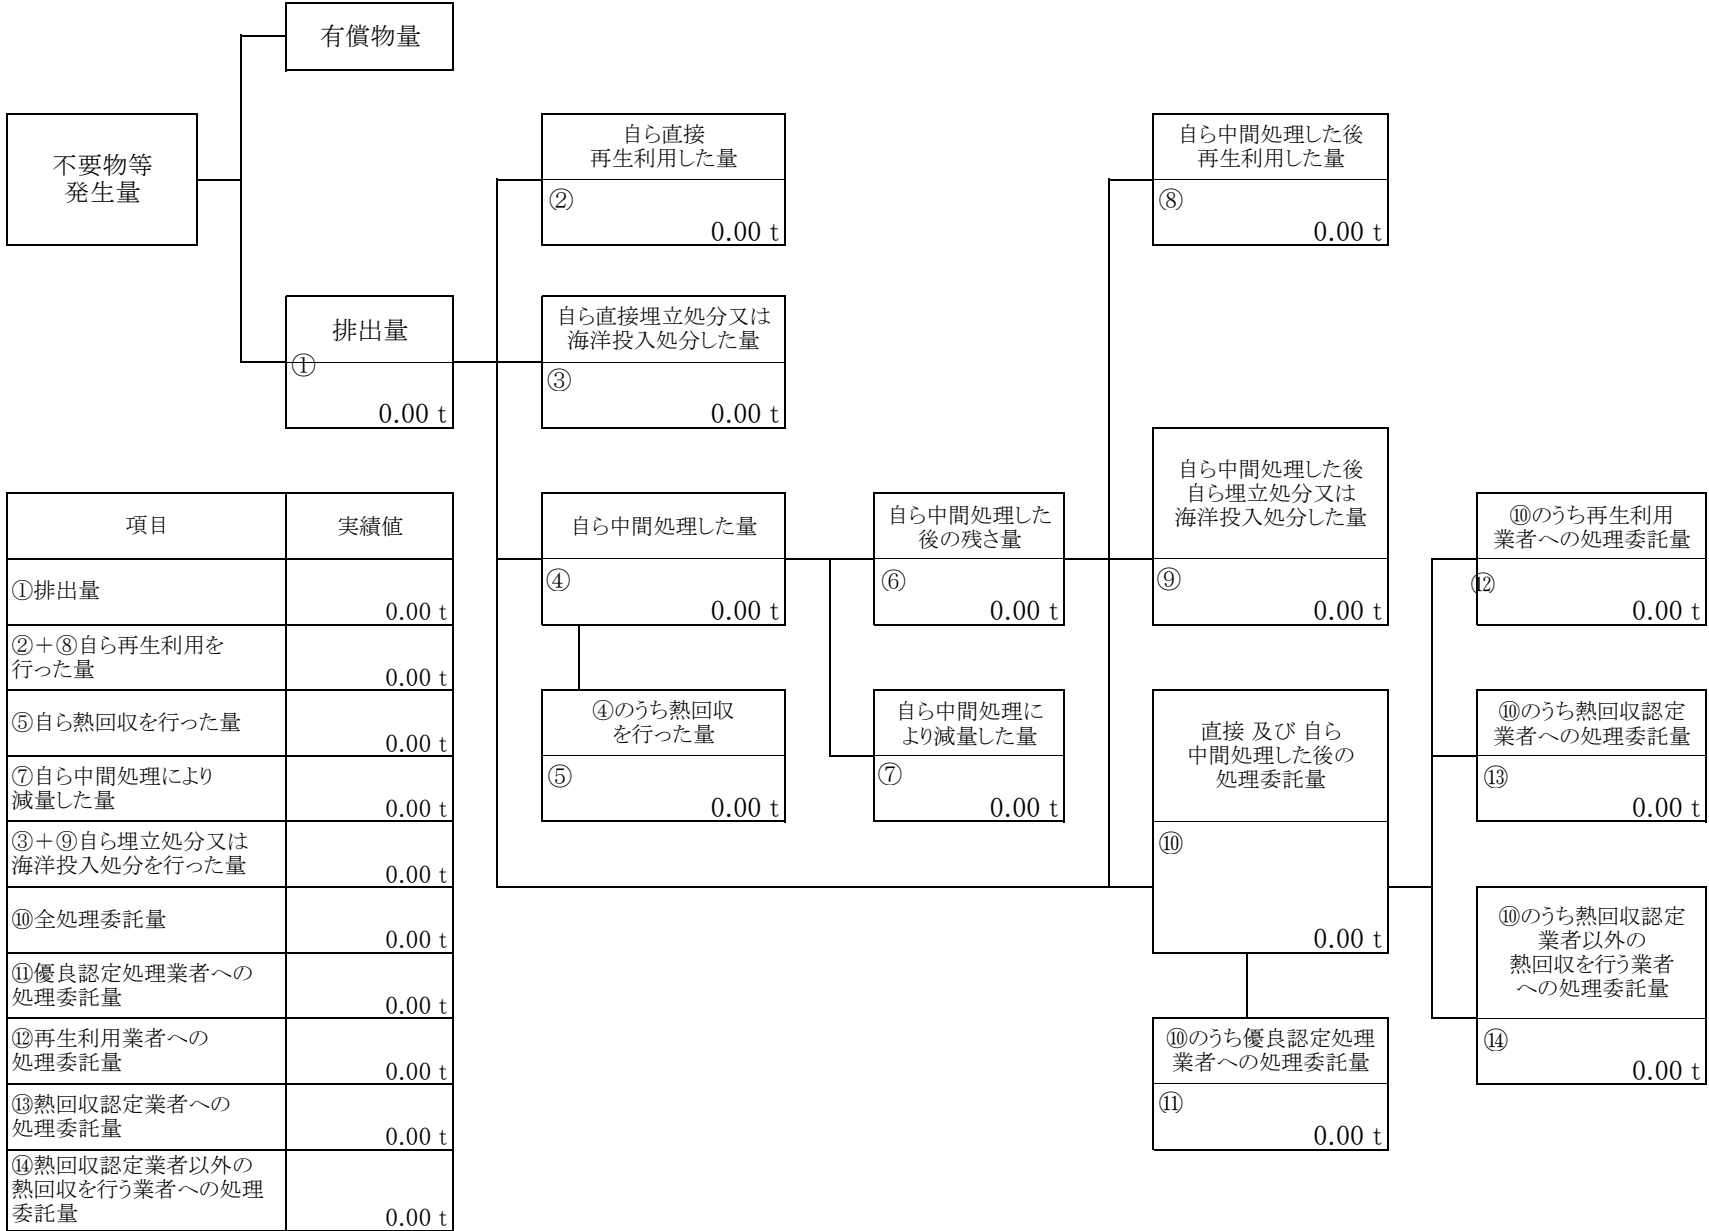 有償物量
不要物等
発生量
自ら直接
再生利用した量
②
0.00 t
自ら中間処理した後
再生利用した量
⑧
0.00 t
排出量
①
0.00 t
自ら直接埋立処分又は
海洋投入処分した量
③
0.00 t
自ら中間処理した量
④
0.00 t
自ら中間処理した
後の残さ量
⑥
0.00 t
自ら中間処理した後
自ら埋立処分又は
海洋投入処分した量
⑨
0.00 t
⑩のうち再生利用
業者への処理委託量
⑫
0.00 t
④のうち熱回収
を行った量
⑤
0.00 t
自ら中間処理に
より減量した量
⑦
0.00 t
直接 及び 自ら
中間処理した後の
処理委託量
⑩
0.00 t
⑩のうち熱回収認定
業者への処理委託量
⑬
0.00 t
⑩のうち熱回収認定
業者以外の
熱回収を行う業者
への処理委託量
⑭
0.00 t
⑩のうち優良認定処理
業者への処理委託量
⑪
0.00 t
項目 実績値
①排出量
0.00 t
②＋⑧自ら再生利用を
行った量
0.00 t
⑤自ら熱回収を行った量
0.00 t
⑦自ら中間処理により
減量した量
0.00 t
③＋⑨自ら埋立処分又は
海洋投入処分を行った量
0.00 t
⑩全処理委託量
0.00 t
⑪優良認定処理業者への
処理委託量
0.00 t
⑫再生利用業者への
処理委託量
0.00 t
⑬熱回収認定業者への
処理委託量
0.00 t
⑭熱回収認定業者以外の
熱回収を行う業者への処理
委託量
0.00 t